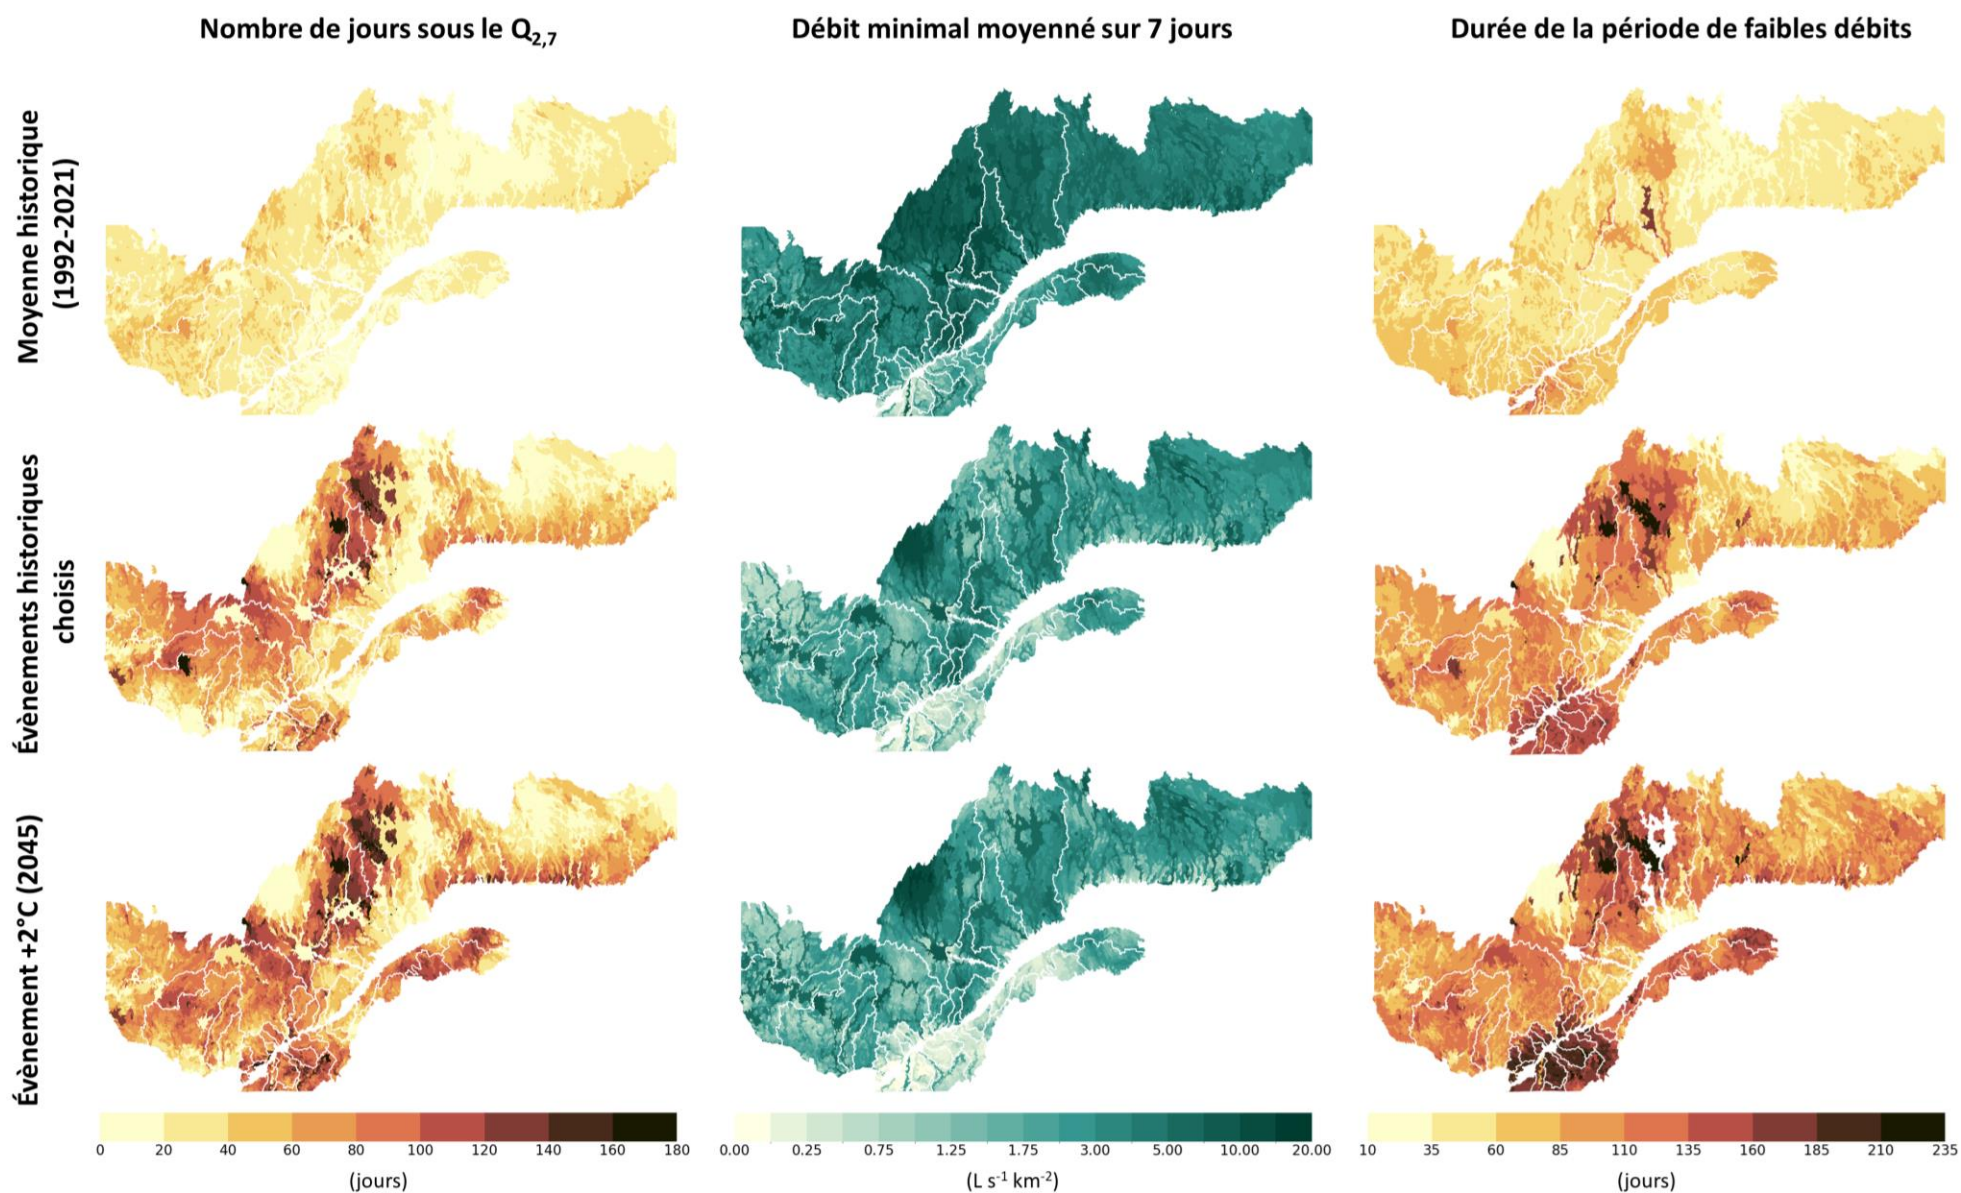 Nombre de jours sous le Q2,7
Débit minimal moyenné sur 7 jours
Durée de la période de faibles débits
Moyenne historique
(1992-2021)
Évènements historiques
choisis
Évènement +2°C (2045)
0 20 40 60 80 100 120 140 160 180
(jours)
0.00 0.25 0.75 1.25 1.75 3.00 5.00 10.00 20.00
(L s-1 km-2)
10 35 60 85 110 135 160 185 210 235
(jours)